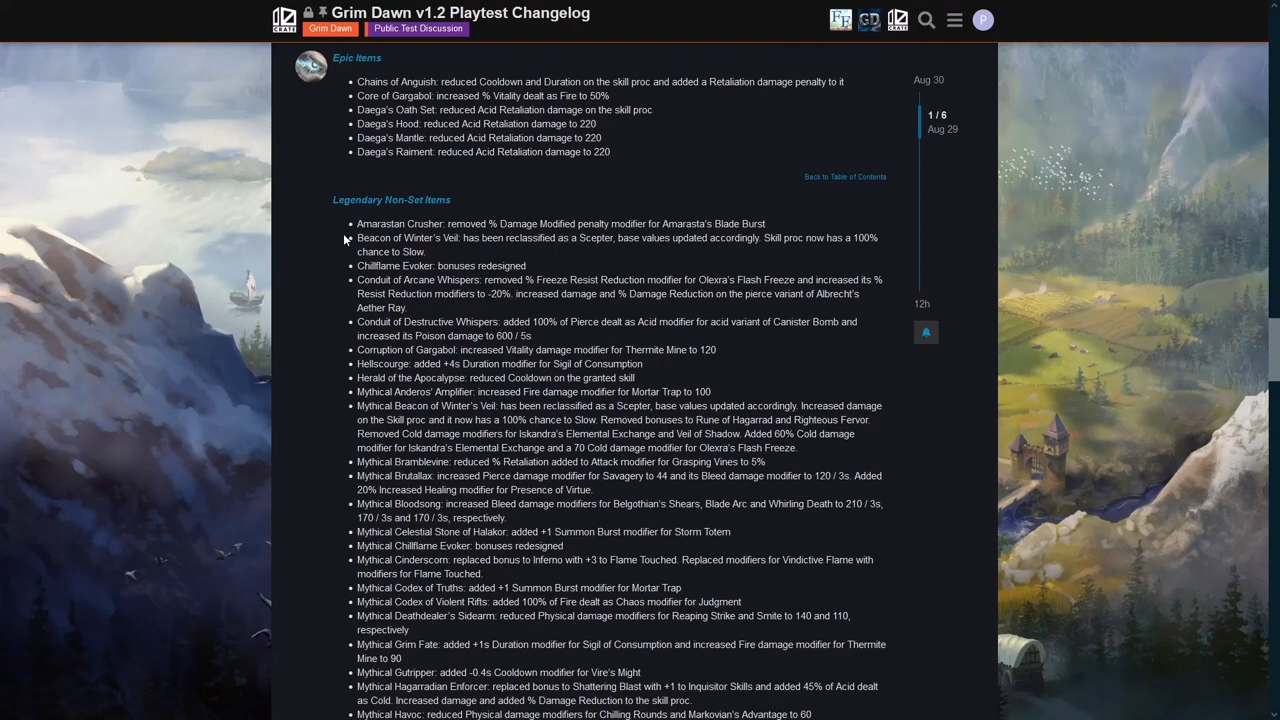 Grim Dawn v1.2 Playtest Changelog
Grim Dawn
Public Test Discussion
CRATE
FF
GD
CRATE
P
Epic Items
Chains of Anguish: reduced Cooldown and Duration on the skill proc and added a Retaliation damage penalty to it
Core of Gargabol: increased % Vitality dealt as Fire to 50%
Daega's Oath Set: reduced Acid Retaliation damage on the skill proc
Daega's Hood: reduced Acid Retaliation damage to 220
Daega's Mantle: reduced Acid Retaliation damage to 220
Daega's Raiment: reduced Acid Retaliation damage to 220
Aug 30
1 / 6
Aug 29
12h
Back to Table of Contents
Legendary Non-Set Items
Amarastan Crusher: removed % Damage Modified penalty modifier for Amarasta's Blade Burst
Beacon of Winter's Veil: has been reclassified as a Scepter, base values updated accordingly. Skill proc now has a 100%
chance to Slow.
Chillflame Evoker: bonuses redesigned
Conduit of Arcane Whispers: removed % Freeze Resist Reduction modifier for Olexra's Flash Freeze and increased its %
Resist Reduction modifiers to -20%. increased damage and % Damage Reduction on the pierce variant of Albrecht's
Aether Ray.
Conduit of Destructive Whispers: added 100% of Pierce dealt as Acid modifier for acid variant of Canister Bomb and
increased its Poison damage to 600 / 5s
Corruption of Gargabol: increased Vitality damage modifier for Thermite Mine to 120
Hellscourge: added +4s Duration modifier for Sigil of Consumption
Herald of the Apocalypse: reduced Cooldown on the granted skill
Mythical Anderos' Amplifier: increased Fire damage modifier for Mortar Trap to 100
Mythical Beacon of Winter's Veil: has been reclassified as a Scepter, base values updated accordingly. Increased damage
on the Skill proc and it now has a 100% chance to Slow. Removed bonuses to Rune of Hagarrad and Righteous Fervor.
Removed Cold damage modifiers for Iskandra's Elemental Exchange and Veil of Shadow. Added 60% Cold damage
modifier for Iskandra's Elemental Exchange and a 70 Cold damage modifier for Olexra's Flash Freeze.
Mythical Bramblevine: reduced % Retaliation added to Attack modifier for Grasping Vines to 5%
Mythical Brutallax: increased Pierce damage modifier for Savagery to 44 and its Bleed damage modifier to 120 / 3s. Added
20% Increased Healing modifier for Presence of Virtue.
Mythical Bloodsong: increased Bleed damage modifiers for Belgothian's Shears, Blade Arc and Whirling Death to 210 / 3s,
170 / 3s and 170 / 3s, respectively.
Mythical Celestial Stone of Halakor: added +1 Summon Burst modifier for Storm Totem
Mythical Chillflame Evoker: bonuses redesigned
Mythical Cinderscorn: replaced bonus to Inferno with +3 to Flame Touched. Replaced modifiers for Vindictive Flame with
modifiers for Flame Touched.
Mythical Codex of Truths: added +1 Summon Burst modifier for Mortar Trap
Mythical Codex of Violent Rifts: added 100% of Fire dealt as Chaos modifier for Judgment
Mythical Deathdealer's Sidearm: reduced Physical damage modifiers for Reaping Strike and Smite to 140 and 110,
respectively
Mythical Grim Fate: added +1s Duration modifier for Sigil of Consumption and increased Fire damage modifier for Thermite
Mine to 90
Mythical Gutripper: added -0.4s Cooldown modifier for Vire's Might
Mythical Hagarradian Enforcer: replaced bonus to Shattering Blast with +1 to Inquisitor Skills and added 45% of Acid dealt
as Cold. Increased damage and added % Damage Reduction to the skill proc.
Mythical Havoc: reduced Physical damage modifiers for Chilling Rounds and Markovian's Advantage to 60